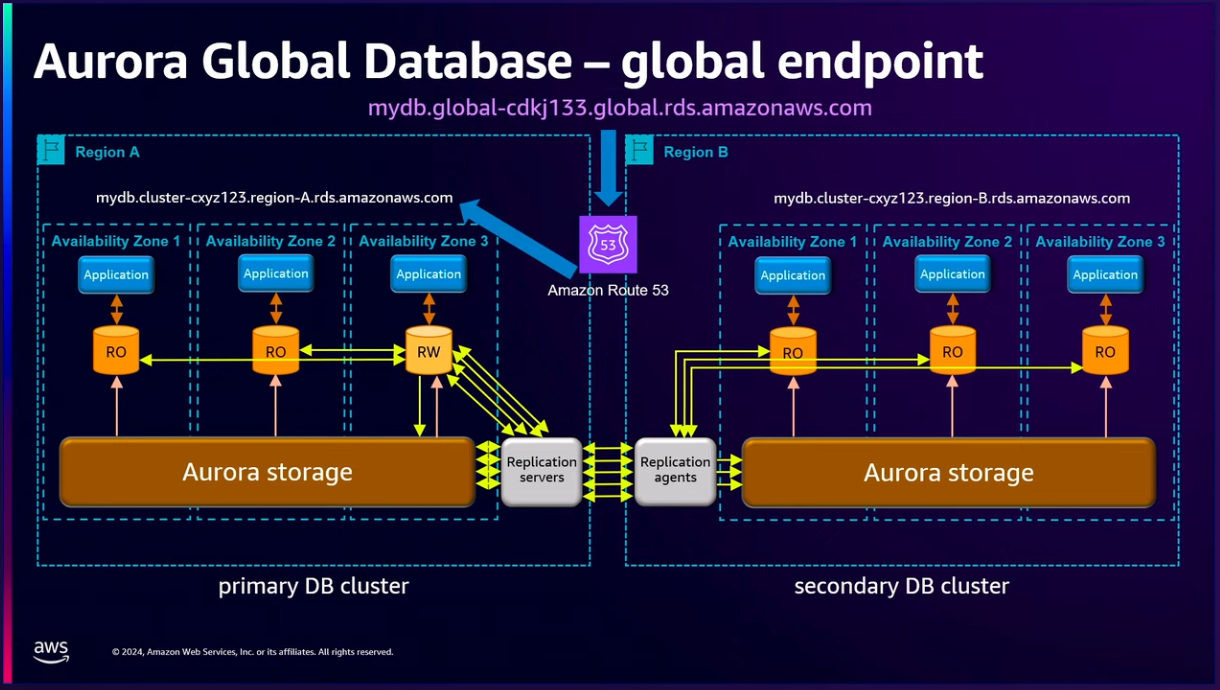 Aurora Global Database – global endpoint
mydb.global-cdkj133.global.rds.amazonaws.com
Region A
mydb.cluster-cxyz123.region-A.rds.amazonaws.com
Availability Zone 1
Availability Zone 2
Availability Zone 3
Application
Application
Application
RO
RO
RW
Aurora storage
Replication
servers
primary DB cluster
53
Amazon Route 53
Region B
mydb.cluster-cxyz123.region-B.rds.amazonaws.com
Availability Zone 1
Availability Zone 2
Availability Zone 3
Application
Application
Application
RO
RO
RO
Replication
agents
Aurora storage
secondary DB cluster
aws
© 2024, Amazon Web Services, Inc. or its affiliates. All rights reserved.